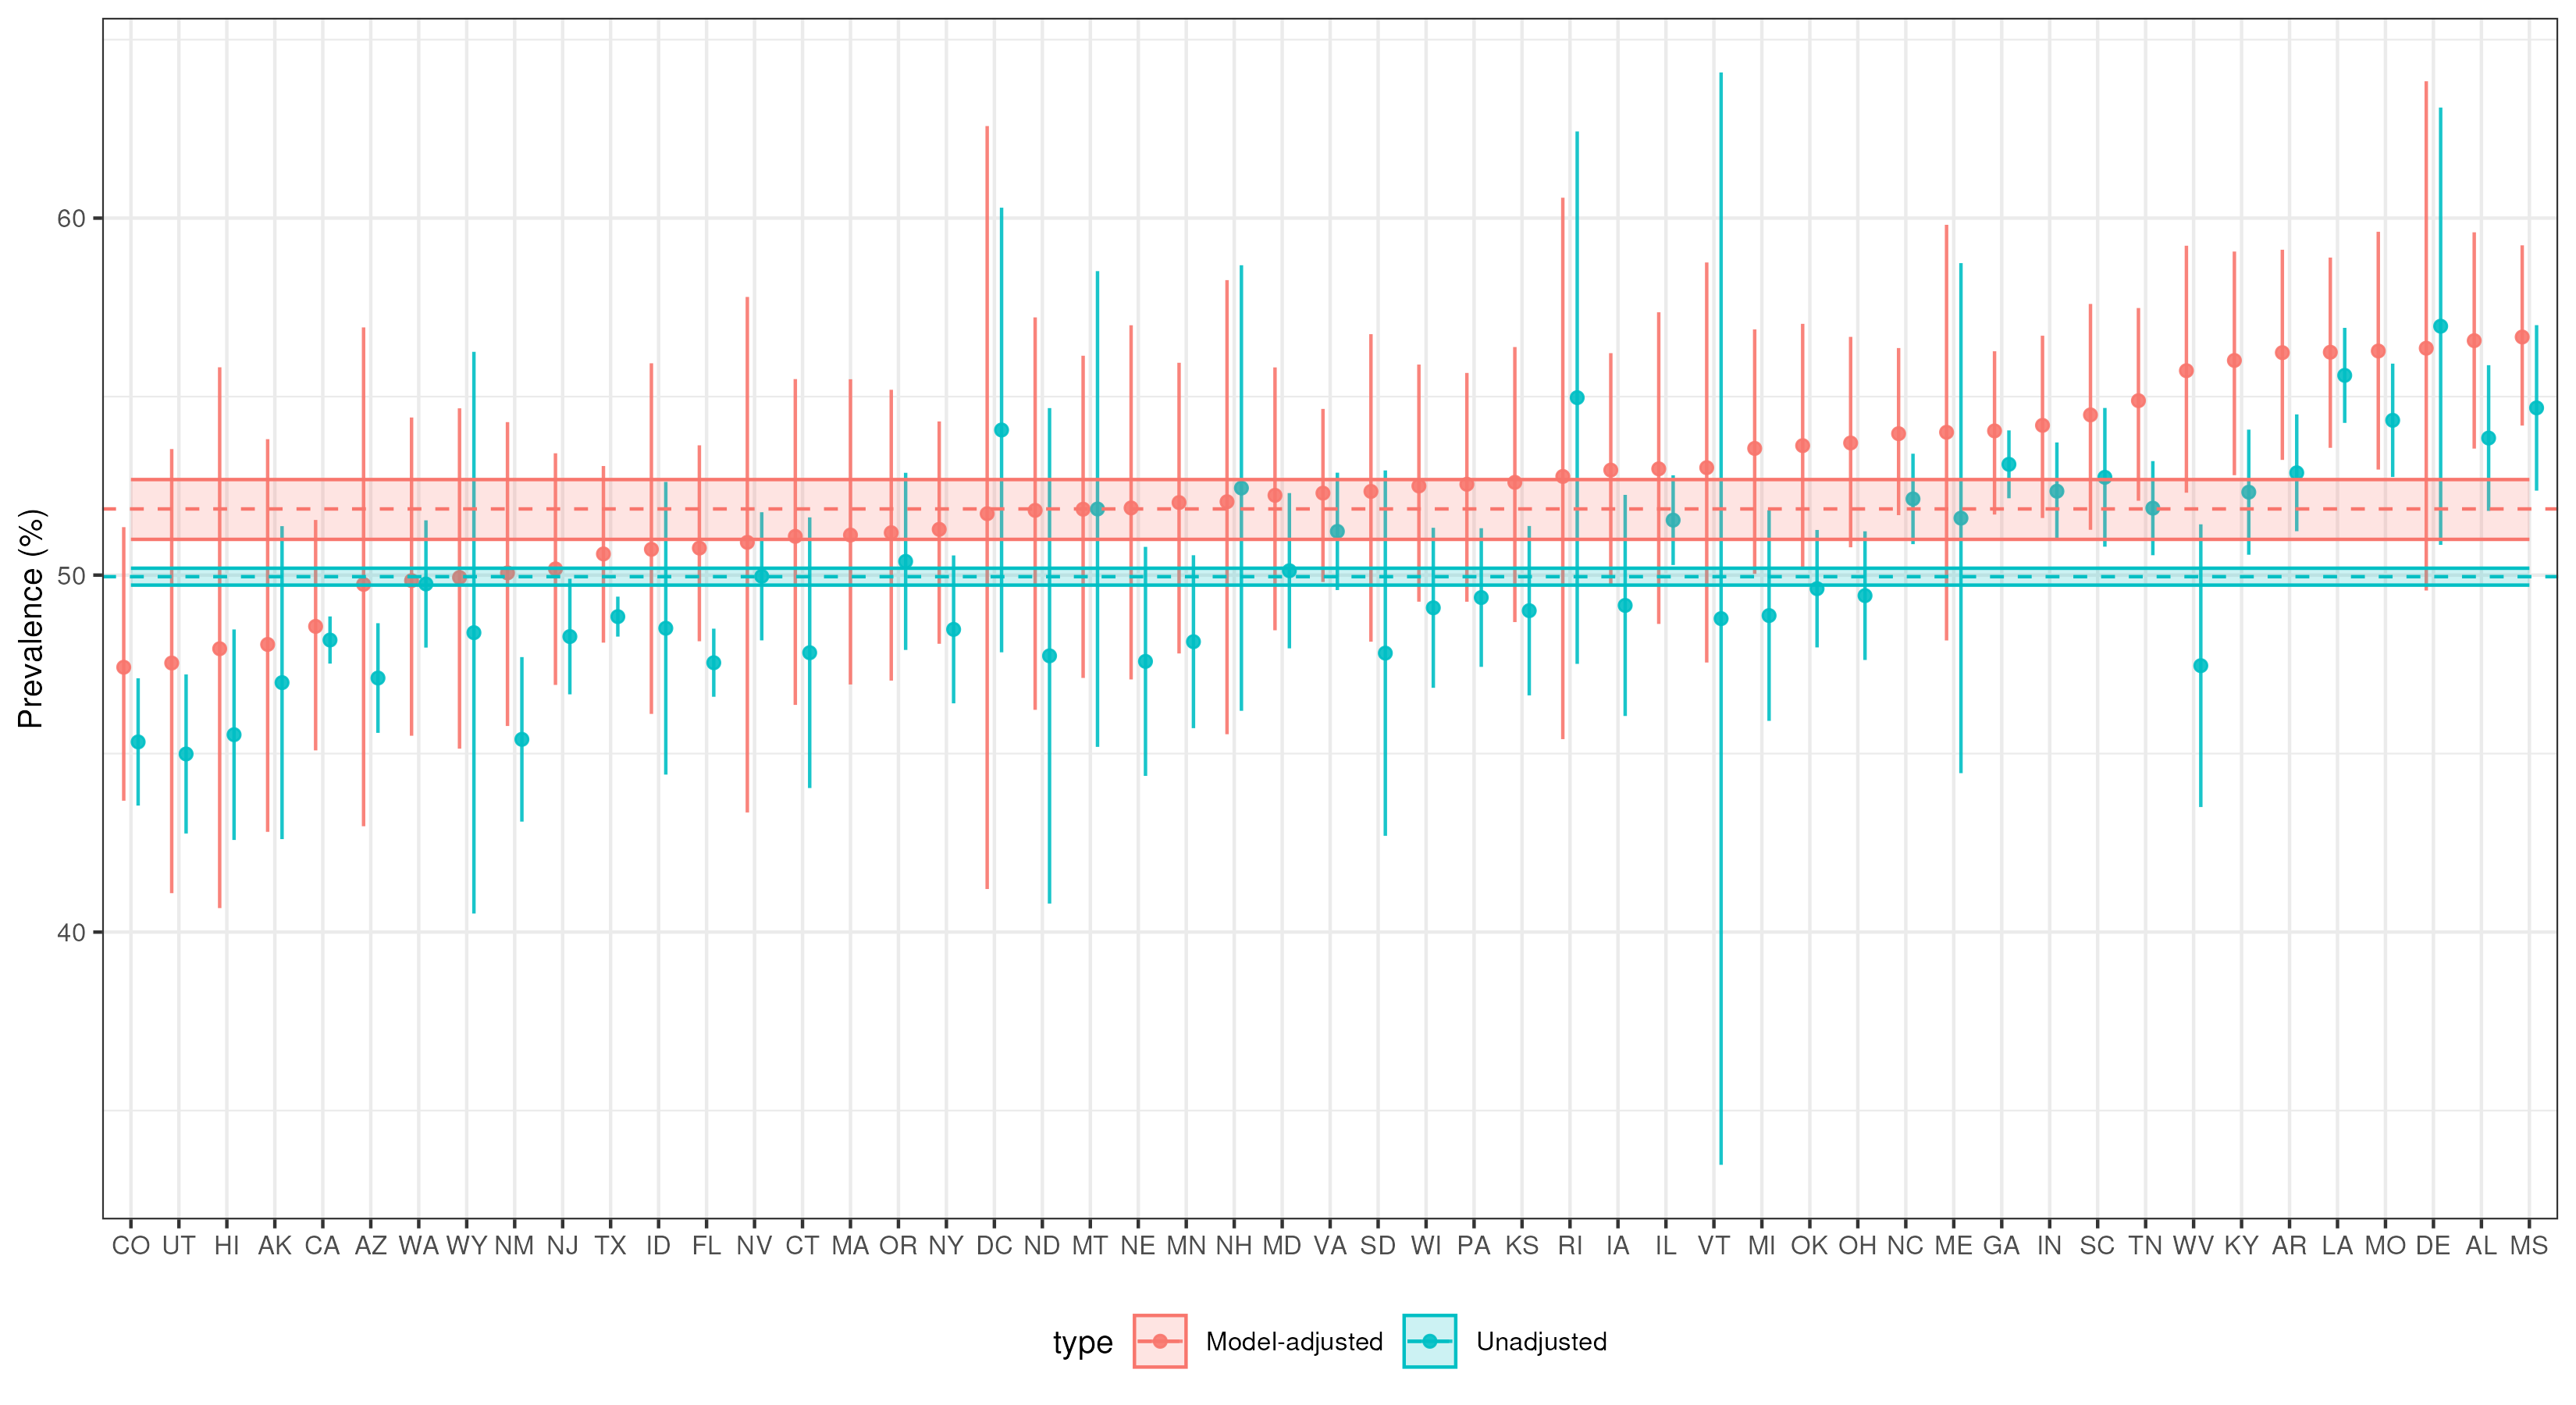 Prevalence (%)
60
50
40
CO UT HI AK CA AZ WA WY NM NJ TX ID FL NV CT MA OR NY DC ND MT NE MN NH MD VA SD WI PA KS RI IA IL VT MI OK OH NC ME GA IN SC TN WV KY AR LA MO DE AL MS
type Model-adjusted Unadjusted